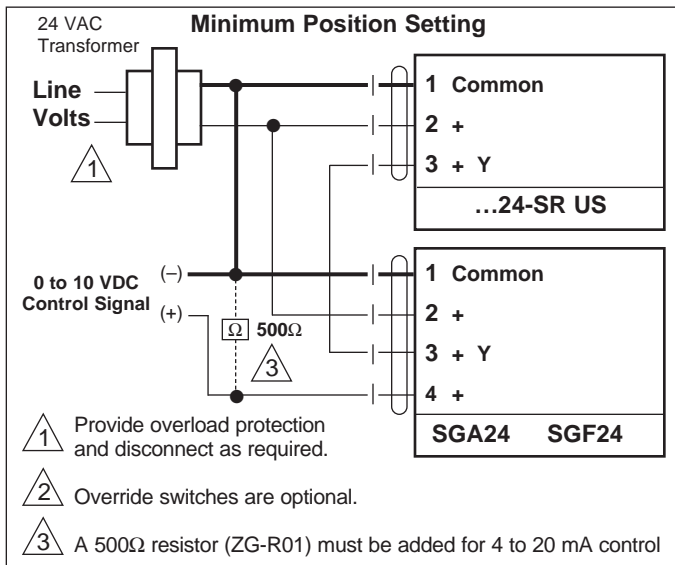 24 VAC
Transformer
Minimum Position Setting
Line
Volts
1
1 Common
2 +
3 + Y
...24-SR US
0 to 10 VDC
Control Signal
(–)
(+)
Ω 500Ω
3
1 Common
2 +
3 + Y
4 +
SGA24 SGF24
1 Provide overload protection
and disconnect as required.
2 Override switches are optional.
3 A 500Ω resistor (ZG-R01) must be added for 4 to 20 mA control